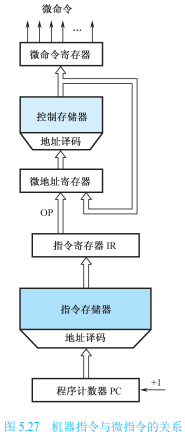 微命令
…
微命令寄存器
控制存储器
地址译码
微地址寄存器
OP
指令寄存器 IR
指令存储器
地址译码
程序计数器 PC
+1
图 5.27 机器指令与微指令的关系